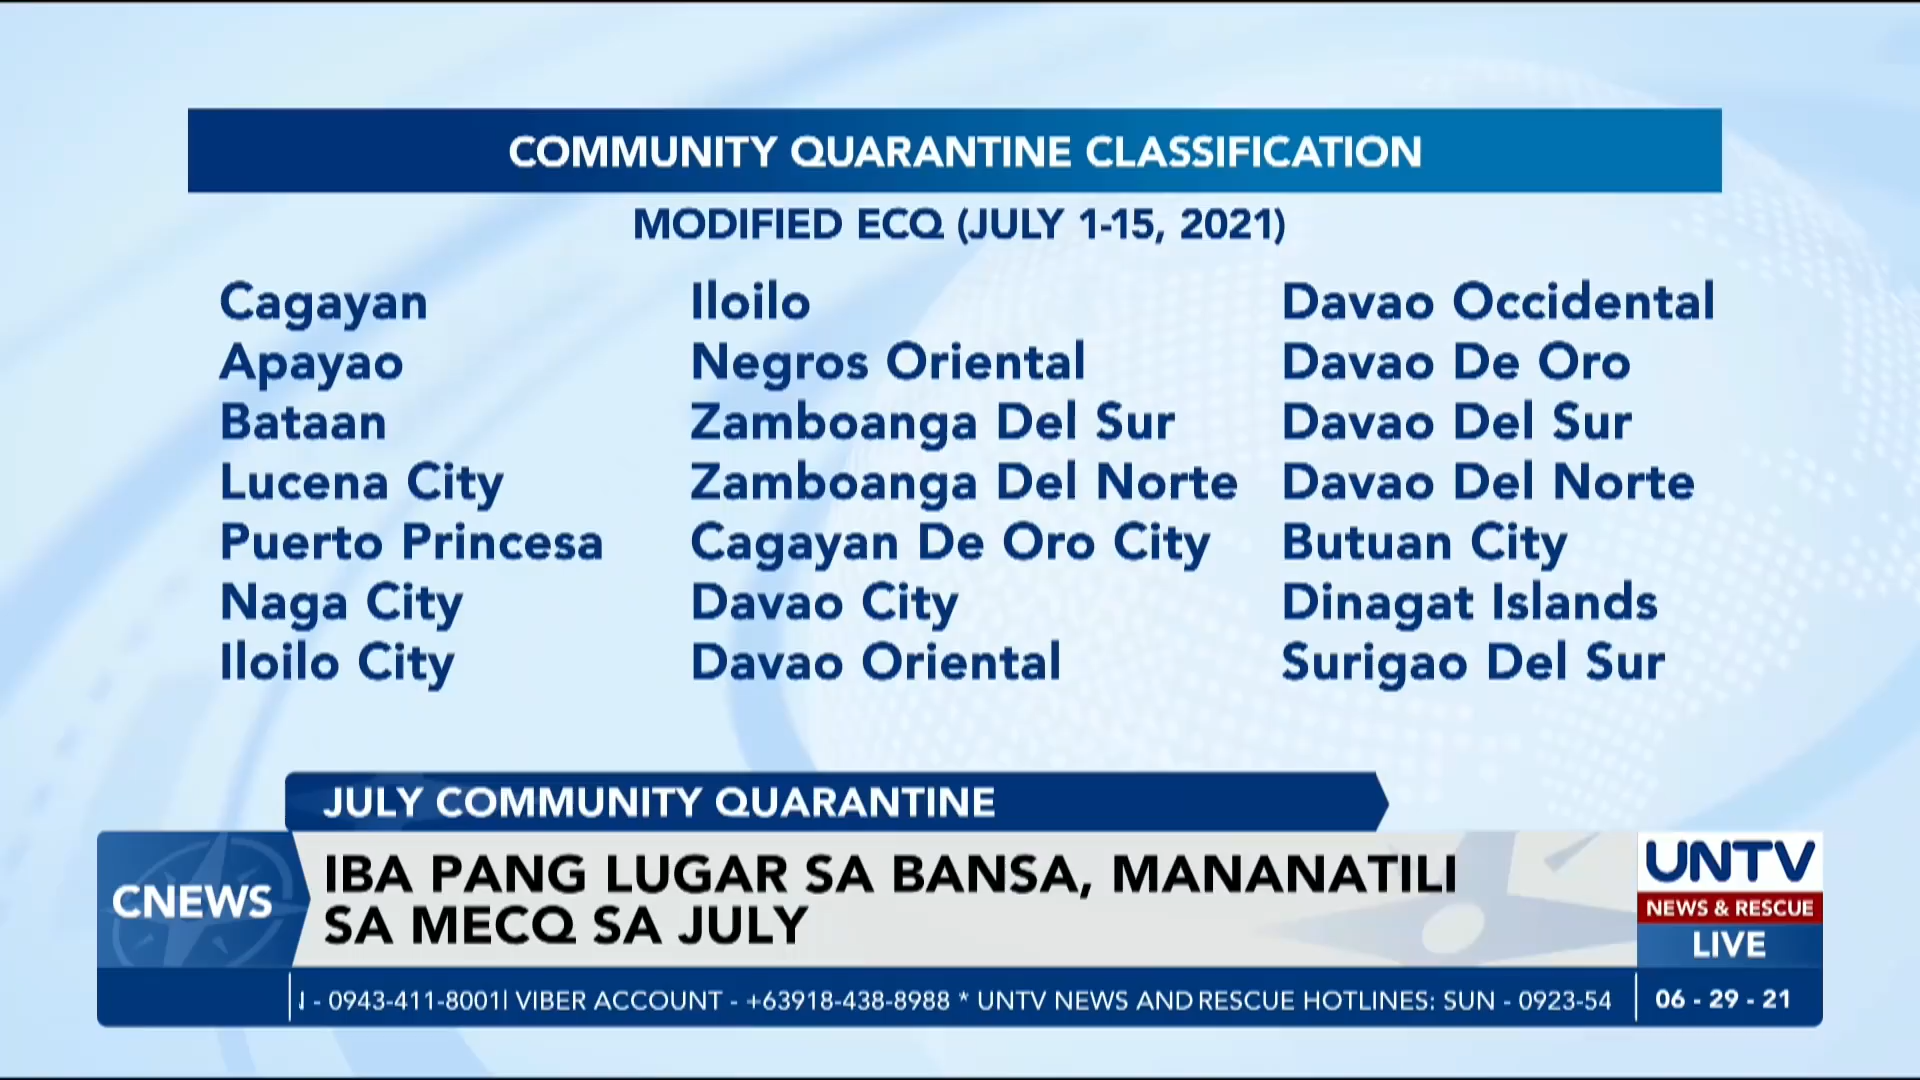 COMMUNITY QUARANTINE CLASSIFICATION
MODIFIED ECQ (JULY 1-15, 2021)
Cagayan
Apayao
Bataan
Lucena City
Puerto Princesa
Naga City
Iloilo City
Iloilo
Negros Oriental
Zamboanga Del Sur
Zamboanga Del Norte
Cagayan De Oro City
Davao City
Davao Oriental
Davao Occidental
Davao De Oro
Davao Del Sur
Davao Del Norte
Butuan City
Dinagat Islands
Surigao Del Sur
JULY COMMUNITY QUARANTINE
CNEWS
IBA PANG LUGAR SA BANSA, MANANATILI
SA MECQ SA JULY
UNTV
NEWS & RESCUE
LIVE
- 0943-411-8001| VIBER ACCOUNT - +63918-438-8988 * UNTV NEWS AND RESCUE HOTLINES: SUN - 0923-54
06 - 29 - 21